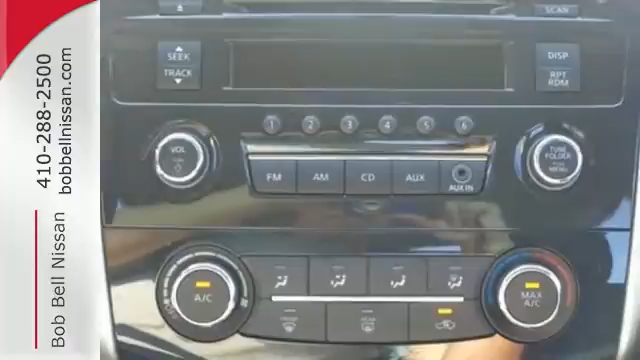 410-288-2500
bobbellnissan.com
Bob Bell Nissan
SCAN
SEEK
TRACK
DISP
RPT
RDM
1 2 3 4 5 6
VOL
TUNE
FOLDER
MENU
FM AM CD AUX
AUX IN
A/C
MAX
A/C